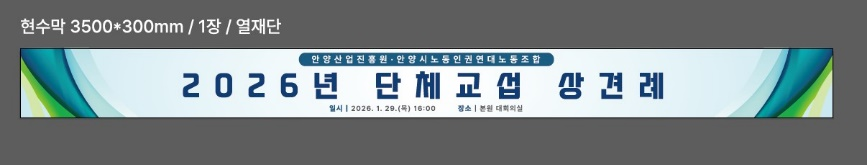 현수막 3500*300mm / 1장 / 열재단
안양산업진흥원·안양시노동인권연대노동조합
2026년 단체교섭 상견례
일시 | 2026. 1. 29.(목) 16:00 장소 | 본원 대회의실